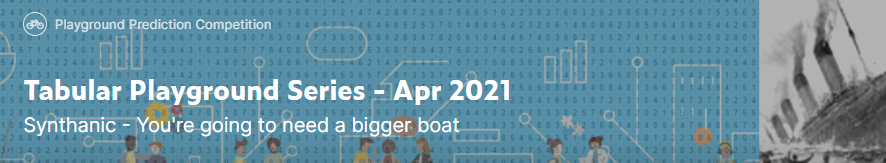 Playground Prediction Competition
Tabular Playground Series - Apr 2021
Synthanic - You're going to need a bigger boat